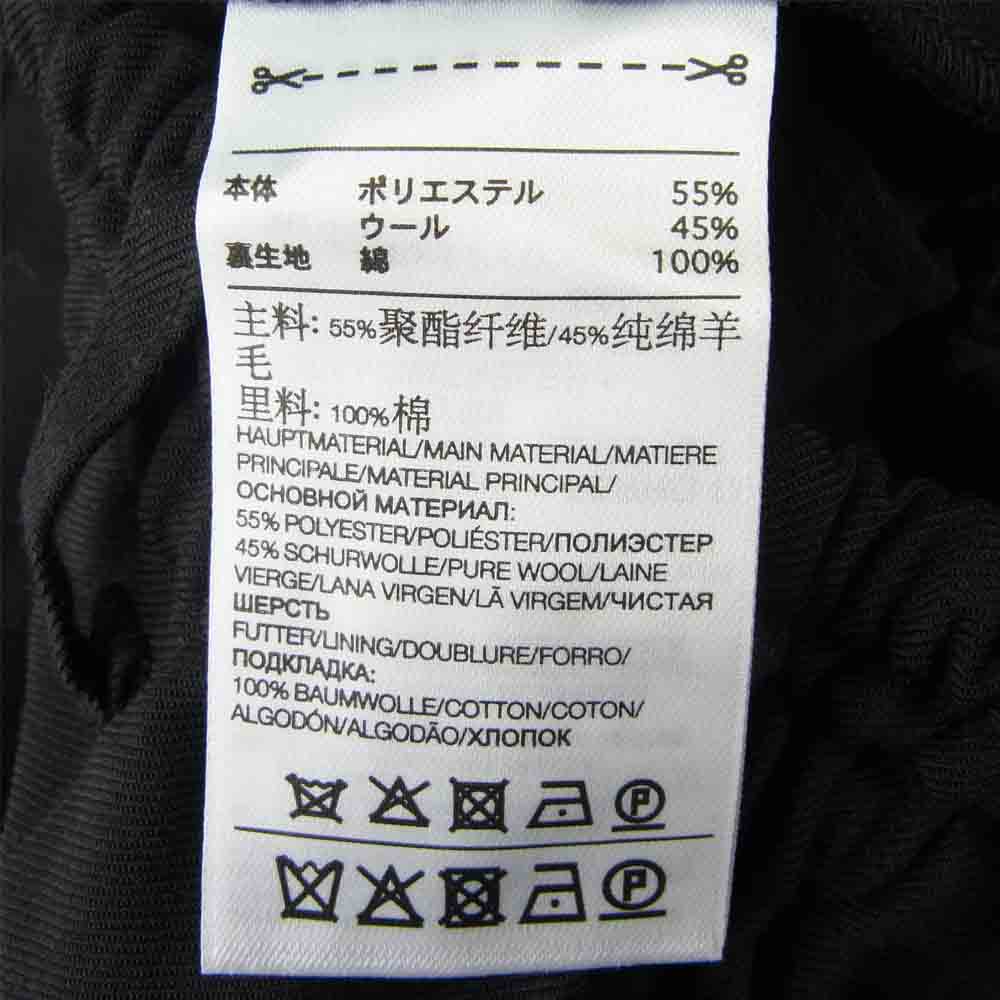 本体 ポリエステル 55%
ウール 45%
裏生地 綿 100%
主料: 55%聚酯纤维/45%纯绵羊
毛
里料: 100%棉
HAUPTMATERIAL/MAIN MATERIAL/MATIERE
PRINCIPALE/MATERIAL PRINCIPAL/
ОСНОВНОЙ МАТЕРИАЛ:
55% POLYESTER/POLIÉSTER/ПОЛИЭСТЕР
45% SCHURWOLLE/PURE WOOL/LAINE
VIERGE/LANA VIRGEN/LÃ VIRGEM/ЧИСТАЯ
ШЕРСТЬ
FUTTER/LINING/DOUBLURE/FORRO/
ПОДКЛАДКА:
100% BAUMWOLLE/COTTON/COTON/
ALGODÓN/ALGODÃO/ХЛОПОК
P
P